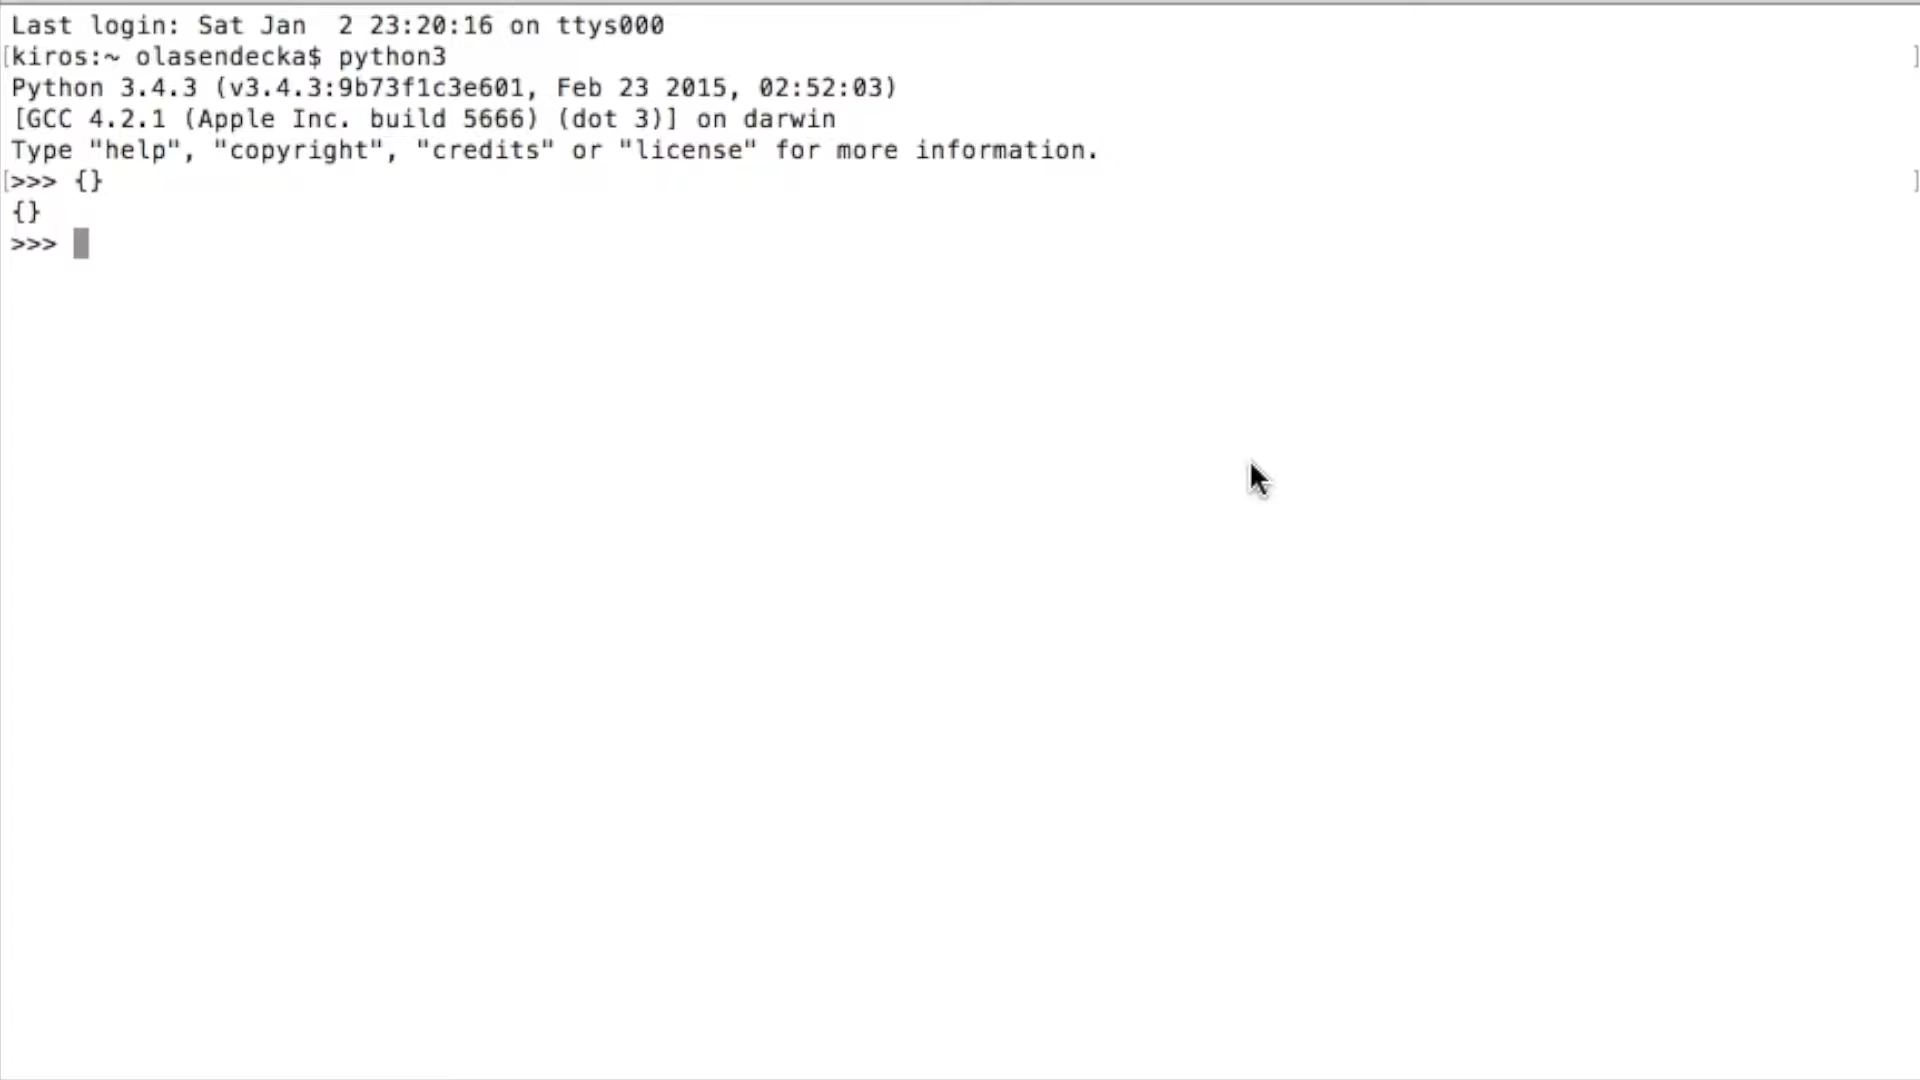 Last login: Sat Jan  2 23:20:16 on ttys000
[kiros:~ olasendecka$ python3 ]
Python 3.4.3 (v3.4.3:9b73f1c3e601, Feb 23 2015, 02:52:03)
[GCC 4.2.1 (Apple Inc. build 5666) (dot 3)] on darwin
Type "help", "copyright", "credits" or "license" for more information.
[>>> {} ]
{}
>>>